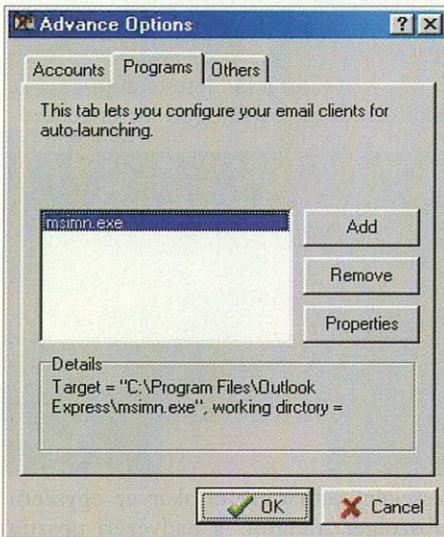 Advance Options
Accounts
Programs
Others
This tab lets you configure your email clients for
auto-launching.
msimn.exe
Add
Remove
Properties
Details
Target = "C:\Program Files\Outlook
Express\msimn.exe", working dirctory =
OK
Cancel